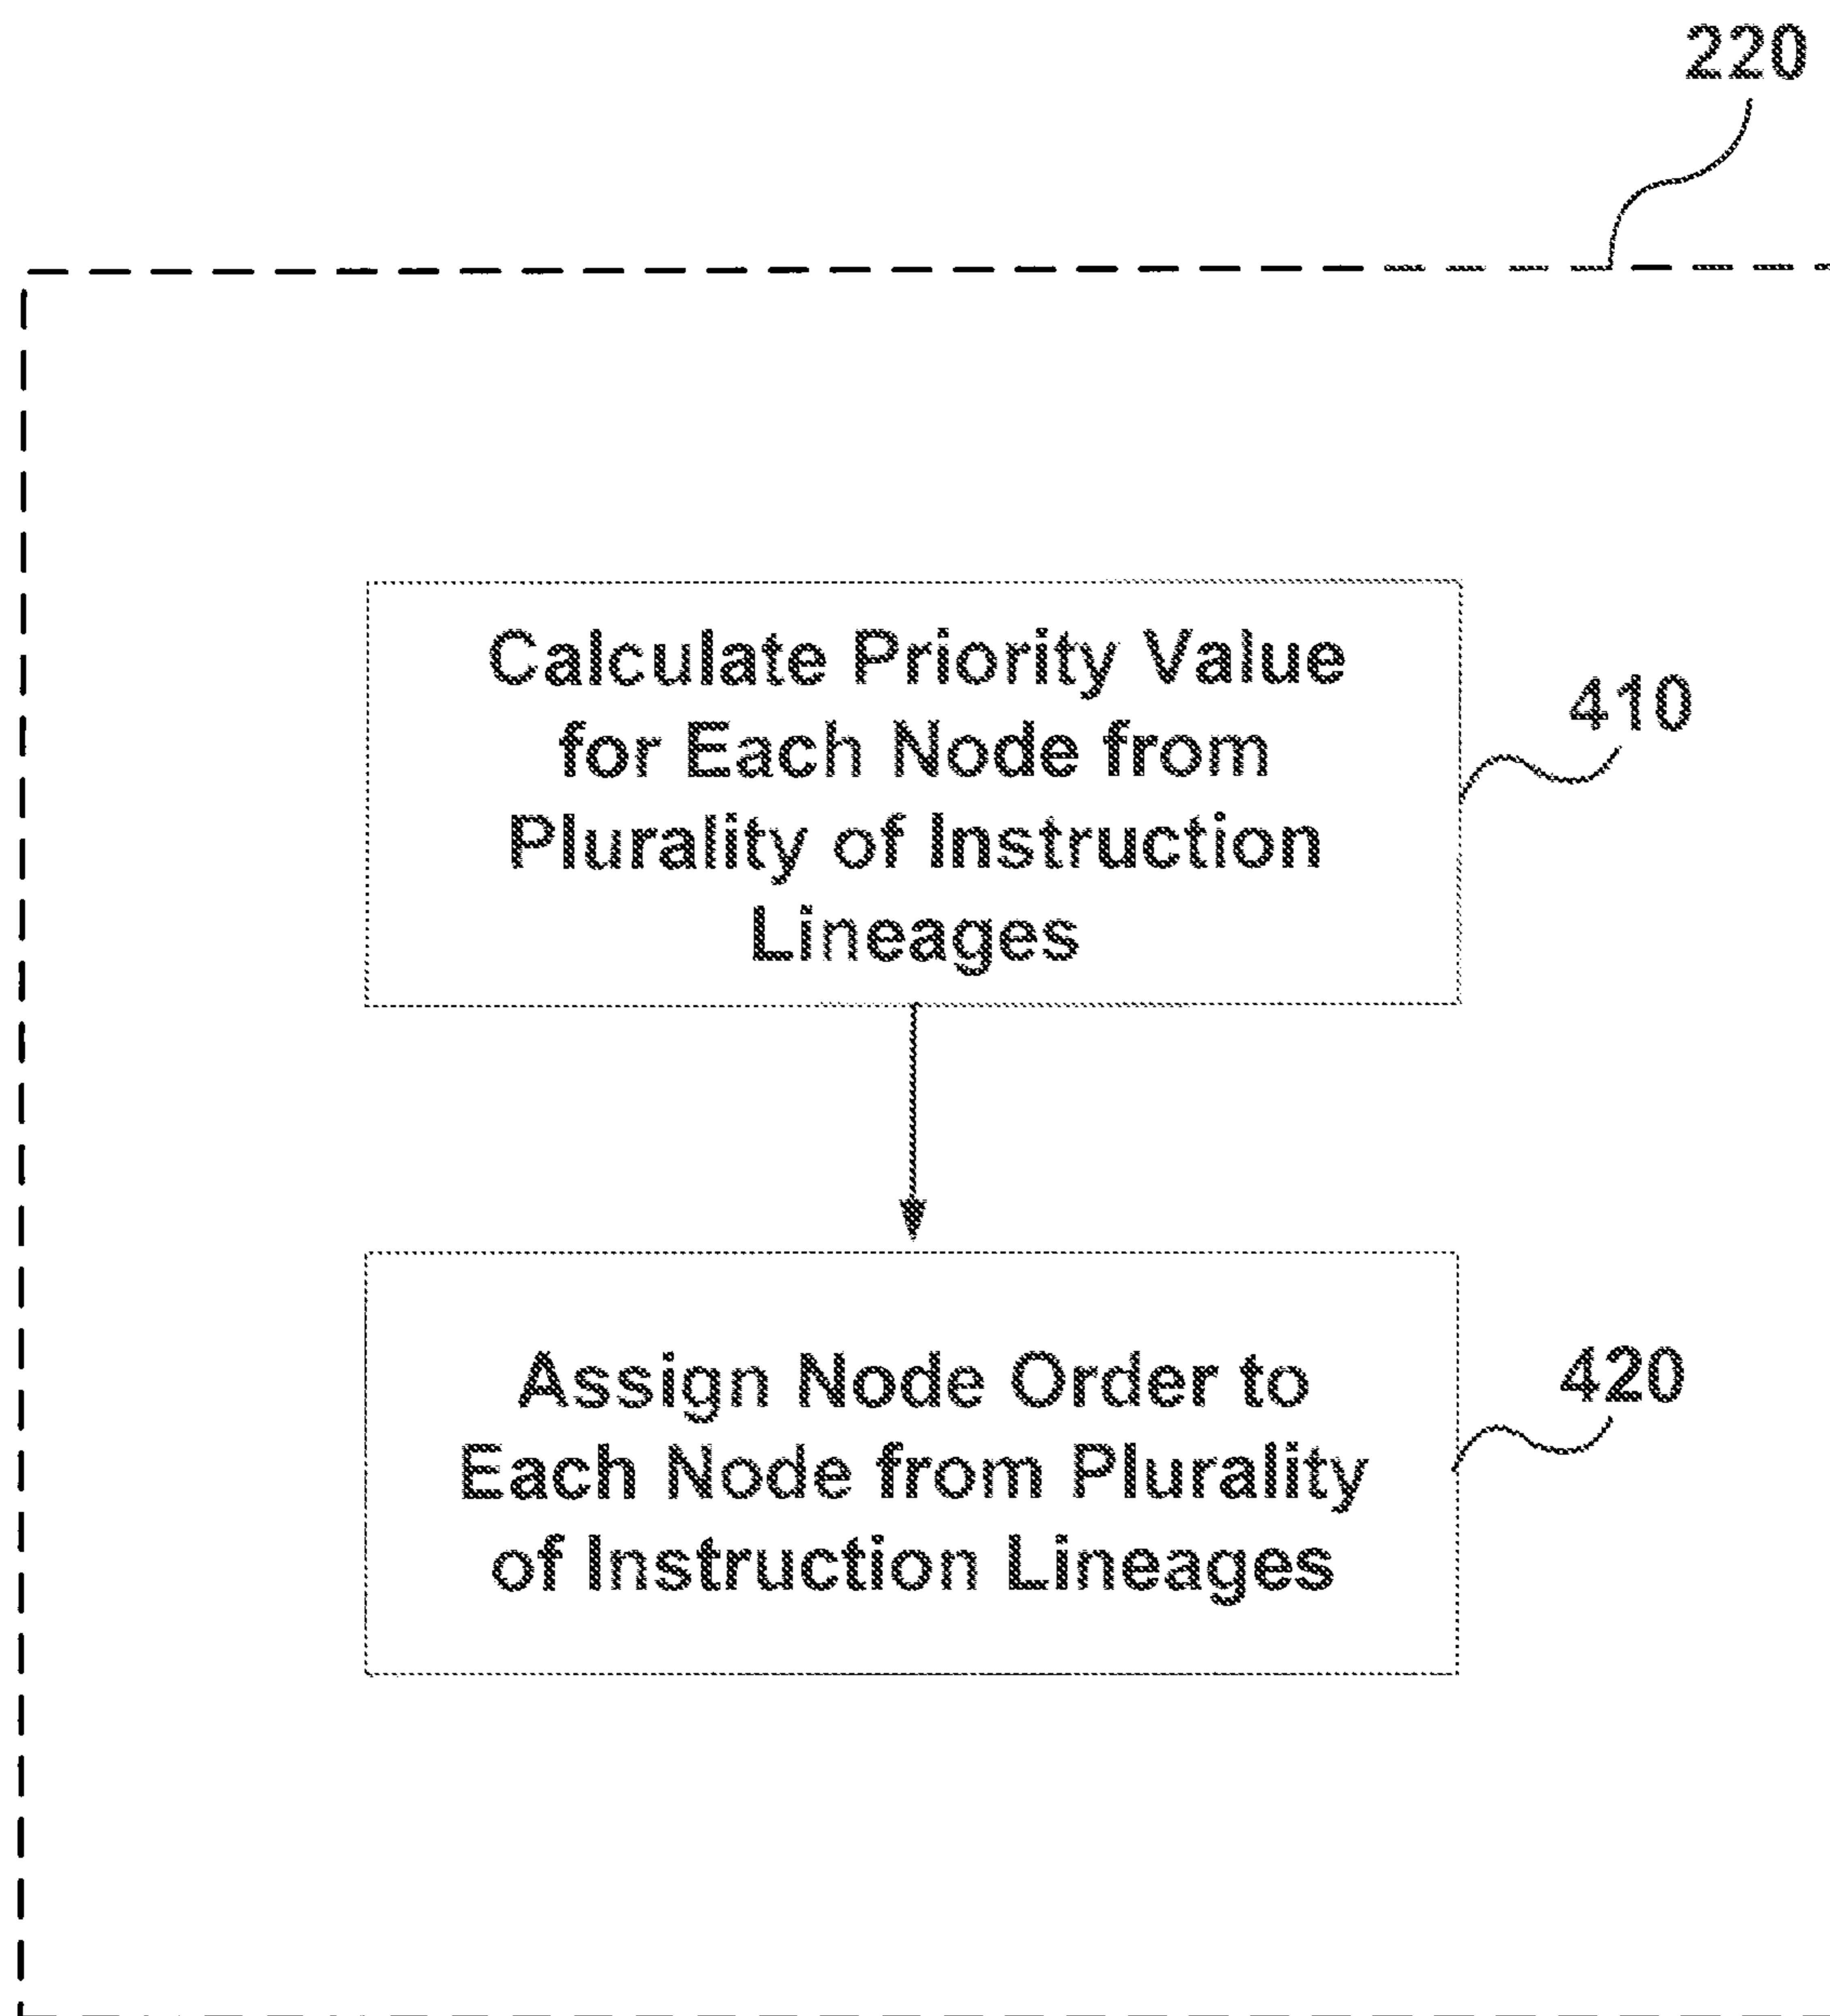 220
Calculate Priority Value
for Each Node from
Plurality of Instruction
Lineages
410
Assign Node Order to
Each Node from Plurality
of Instruction Lineages
420